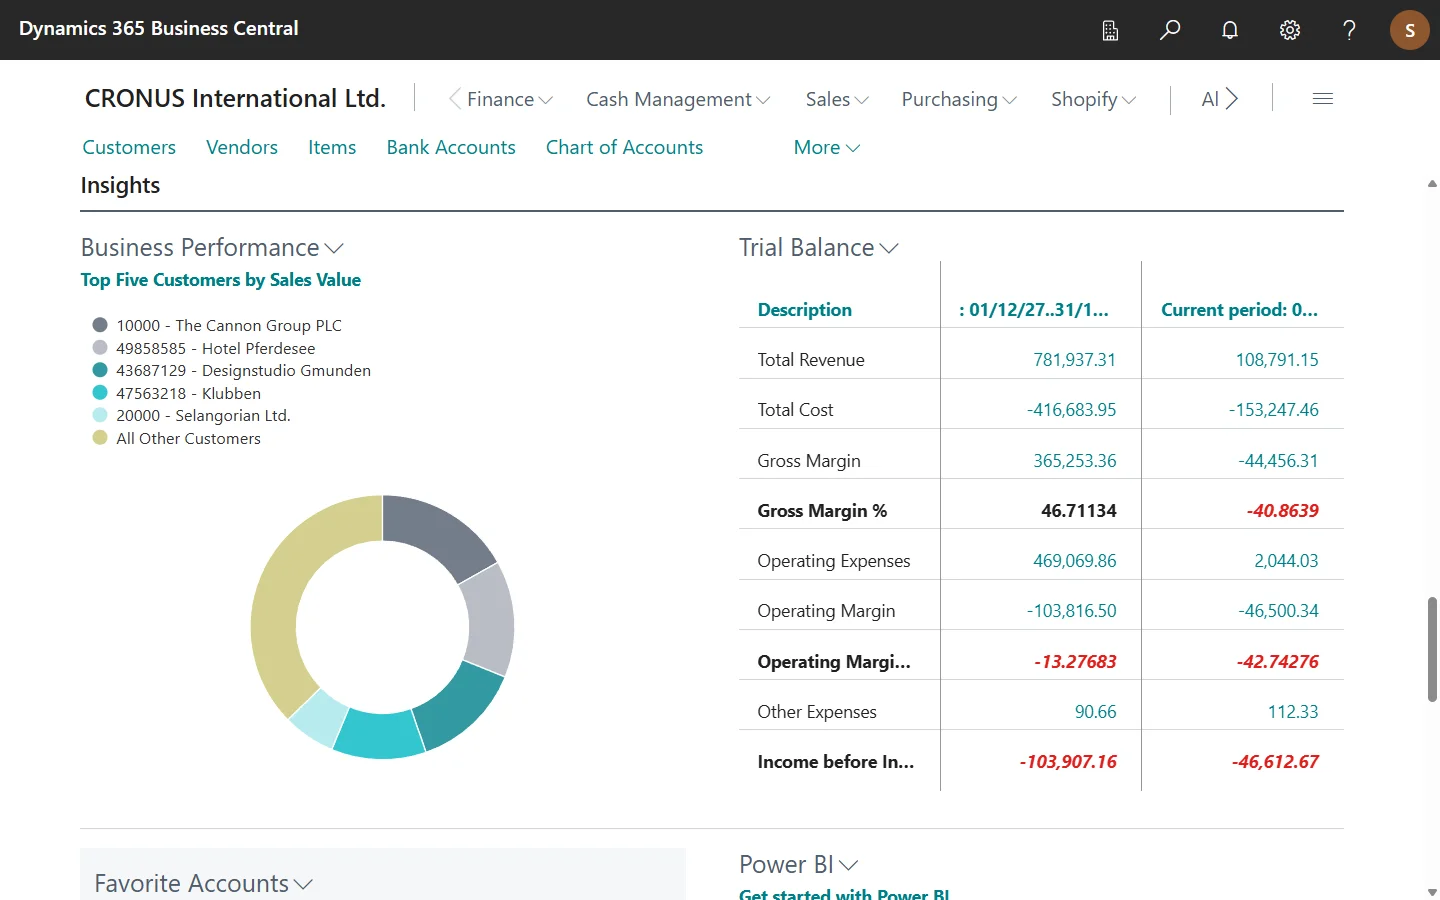 Dynamics 365 Business Central
S
CRONUS International Ltd.
Finance
Cash Management
Sales
Purchasing
Shopify
Al
Customers
Vendors
Items
Bank Accounts
Chart of Accounts
More
Insights
Business Performance
Top Five Customers by Sales Value
10000 - The Cannon Group PLC
49858585 - Hotel Pferdesee
43687129 - Designstudio Gmunden
47563218 - Klubben
20000 - Selangorian Ltd.
All Other Customers
Trial Balance
Description : 01/12/27..31/1... Current period: 0...
Total Revenue 781,937.31 108,791.15
Total Cost -416,683.95 -153,247.46
Gross Margin 365,253.36 -44,456.31
Gross Margin % 46.71134 -40.8639
Operating Expenses 469,069.86 2,044.03
Operating Margin -103,816.50 -46,500.34
Operating Margi... -13.27683 -42.74276
Other Expenses 90.66 112.33
Income before In... -103,907.16 -46,612.67
Favorite Accounts
Power BI
Get started with Power BI